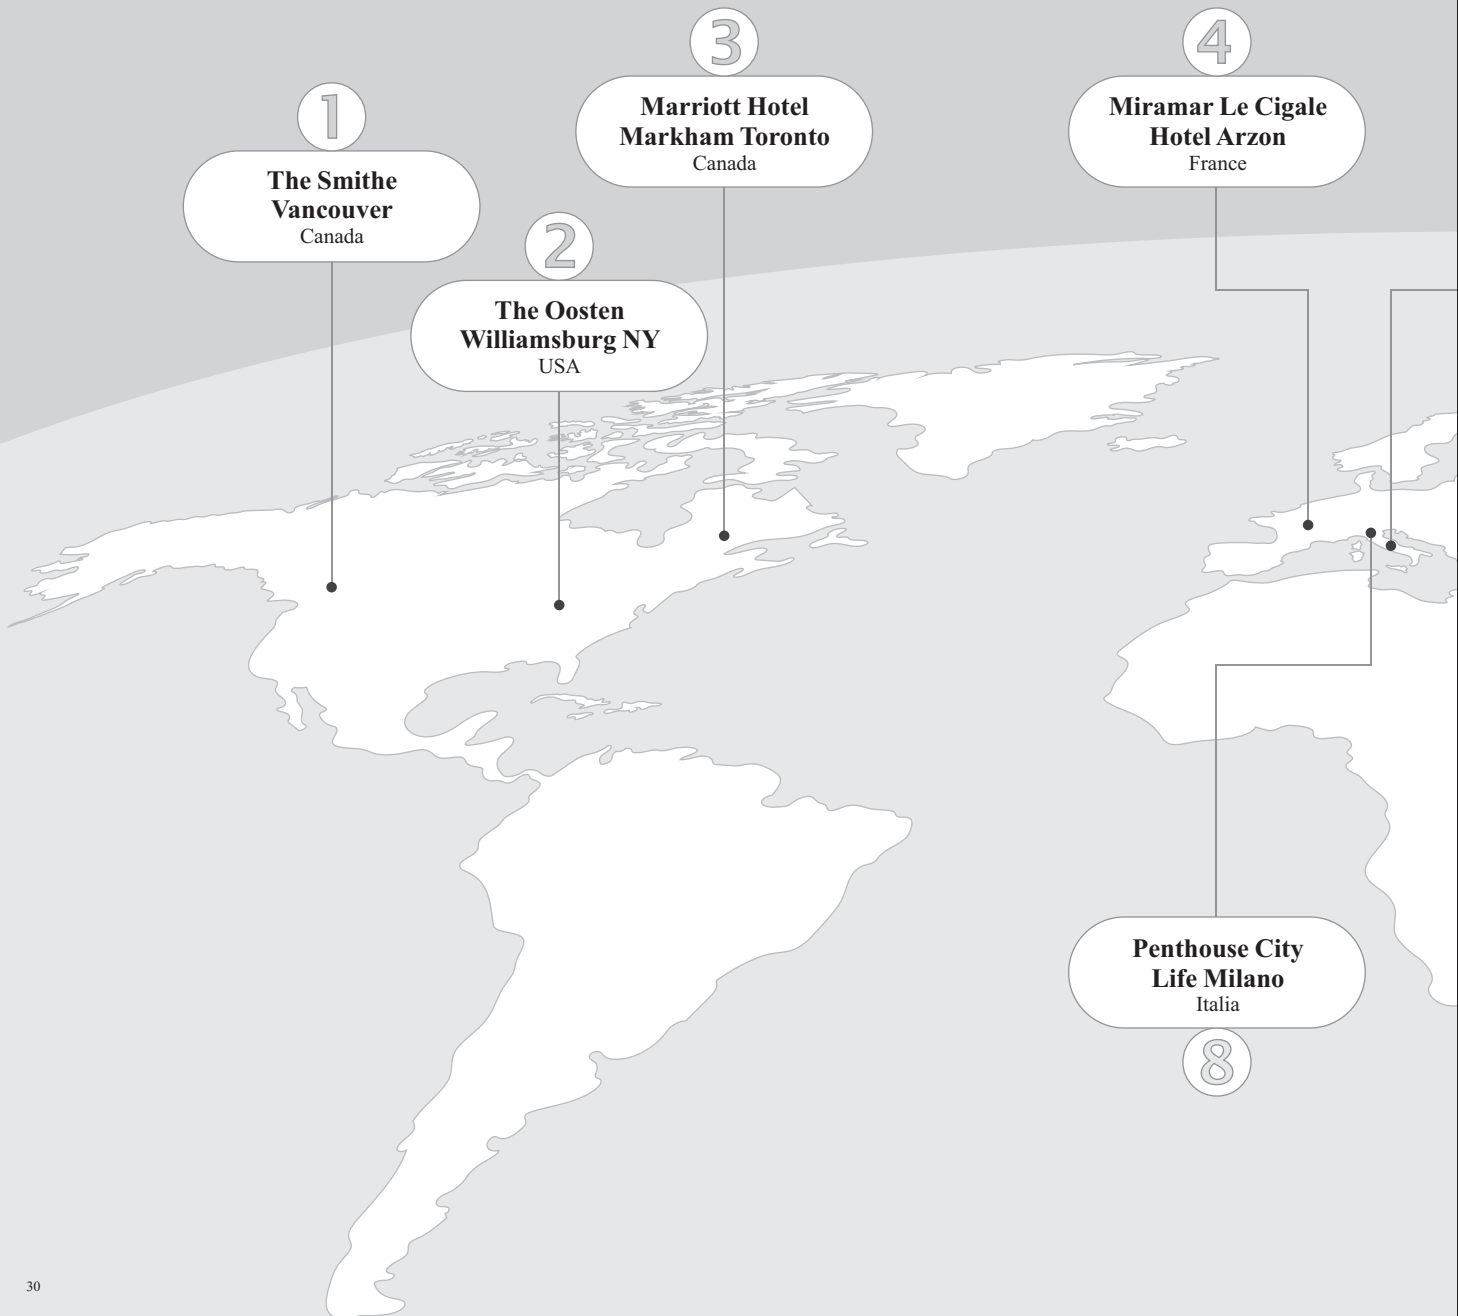 1
The Smithe
Vancouver
Canada
2
The Oosten
Williamsburg NY
USA
3
Marriott Hotel
Markham Toronto
Canada
4
Miramar Le Cigale
Hotel Arzon
France
Penthouse City
Life Milano
Italia
8
30